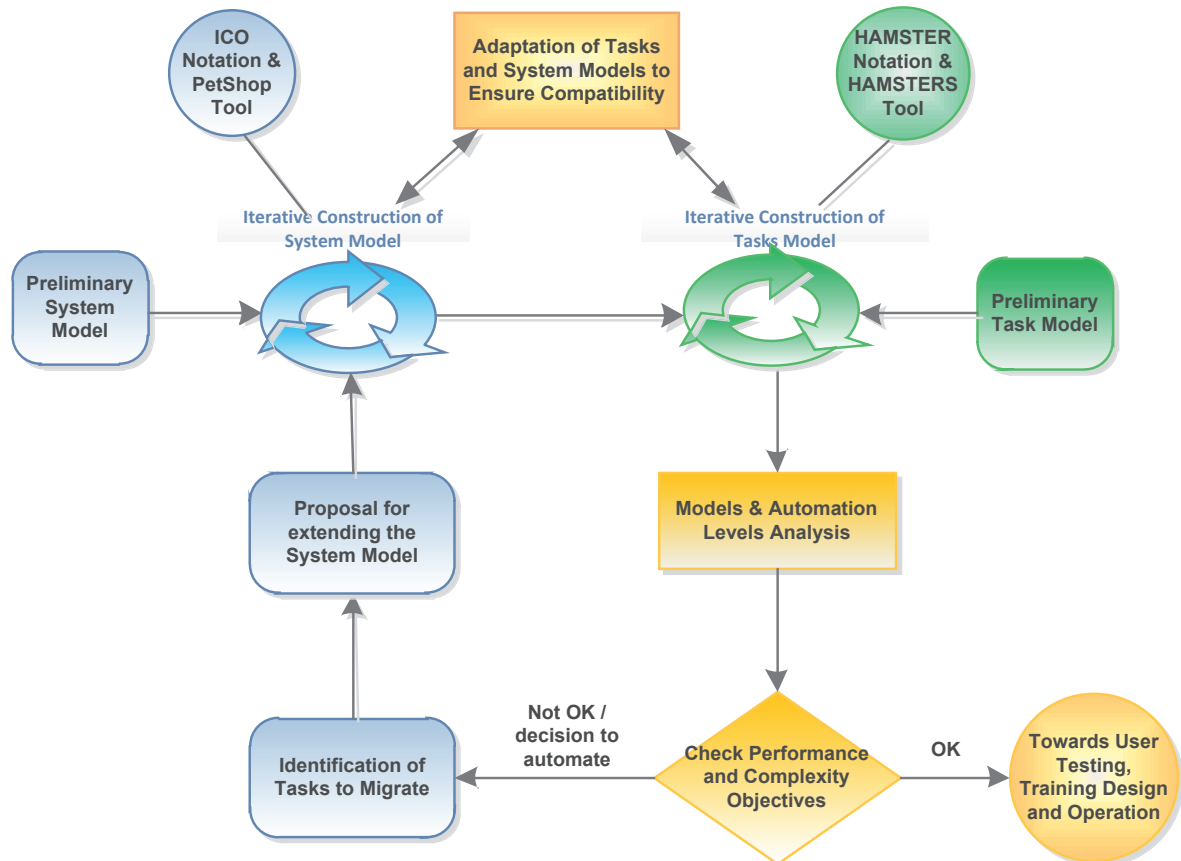 ICO
Notation &
PetShop
Tool
Adaptation of Tasks
and System Models to
Ensure Compatibility
HAMSTER
Notation &
HAMSTERS
Tool
Iterative Construction of
System Model
Iterative Construction of
Tasks Model
Preliminary
System
Model
Preliminary
Task Model
Proposal for
extending the
System Model
Models & Automation
Levels Analysis
Not OK /
decision to
automate
Identification of
Tasks to Migrate
Check Performance
and Complexity
Objectives
OK
Towards User
Testing,
Training Design
and Operation